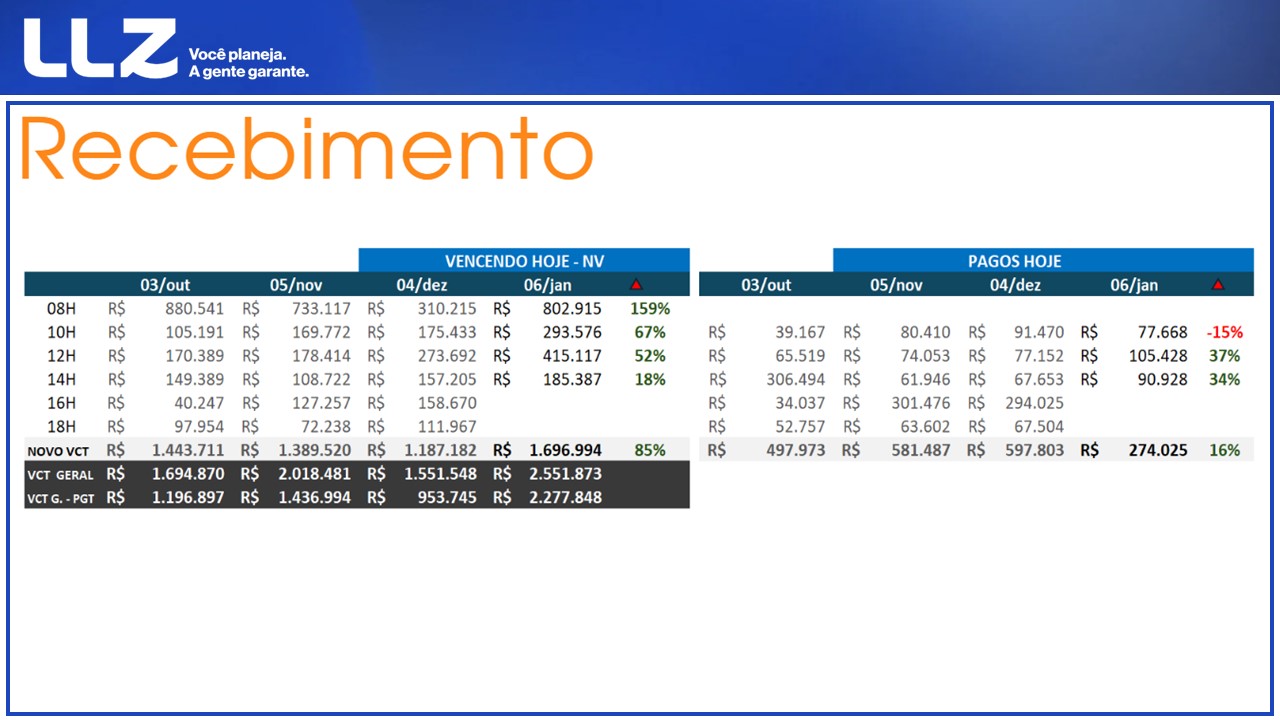 LLZ
Você planeja.
A gente garante.
Recebimento
VENCENDO HOJE - NV
03/out 05/nov 04/dez 06/jan
08H R$ 880.541 R$ 733.117 R$ 310.215 R$ 802.915 159%
10H R$ 105.191 R$ 169.772 R$ 175.433 R$ 293.576 67%
12H R$ 170.389 R$ 178.414 R$ 273.692 R$ 415.117 52%
14H R$ 149.389 R$ 108.722 R$ 157.205 R$ 185.387 18%
16H R$ 40.247 R$ 127.257 R$ 158.670
18H R$ 97.954 R$ 72.238 R$ 111.967
NOVO VCT R$ 1.443.711 R$ 1.389.520 R$ 1.187.182 R$ 1.696.994 85%
VCT GERAL R$ 1.694.870 R$ 2.018.481 R$ 1.551.548 R$ 2.551.873
VCT G. - PGT R$ 1.196.897 R$ 1.436.994 R$ 953.745 R$ 2.277.848
PAGOS HOJE
03/out 05/nov 04/dez 06/jan
R$ 39.167 R$ 80.410 R$ 91.470 R$ 77.668 -15%
R$ 65.519 R$ 74.053 R$ 77.152 R$ 105.428 37%
R$ 306.494 R$ 61.946 R$ 67.653 R$ 90.928 34%
R$ 34.037 R$ 301.476 R$ 294.025
R$ 52.757 R$ 63.602 R$ 67.504
R$ 497.973 R$ 581.487 R$ 597.803 R$ 274.025 16%